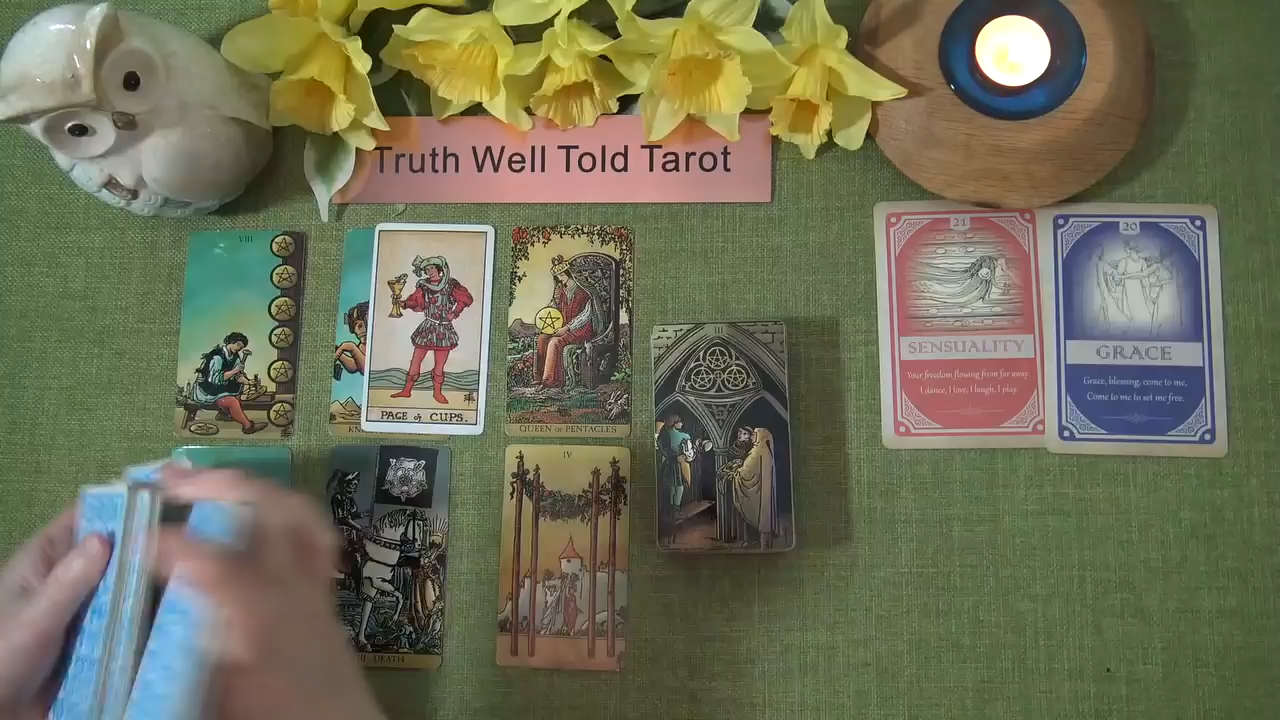 Truth Well Told Tarot
VIII
PAGE of CUPS.
QUEEN of PENTACLES
III
21
SENSUALITY
Your freedom flowing from far away.
I dance, I love, I laugh, I play.
20
GRACE
Grace, blessing, come to me,
Come to me to set me free.
IV
DEATH